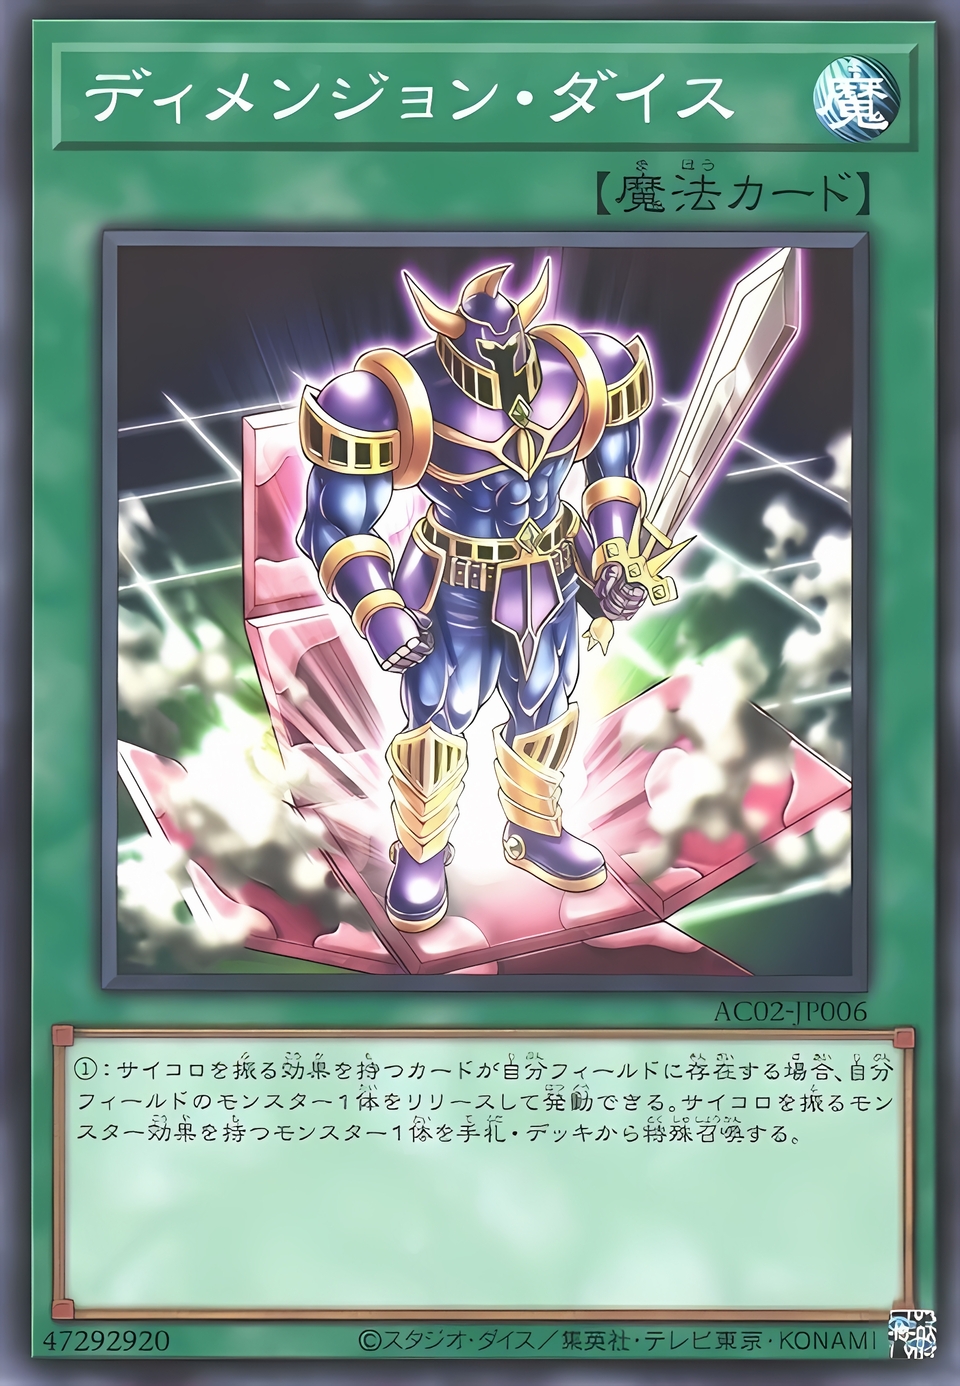 ディメンジョン・ダイス
魔
【魔法カード】
AC02-JP006
①：サイコロを振る効果を持つカードが自分フィールドに存在する場合、自分
フィールドのモンスター１体をリリースして発動できる。サイコロを振るモン
スター効果を持つモンスター１体を手札・デッキから特殊召喚する。
47292920
©スタジオ・ダイス／集英社・テレビ東京・KONAMI